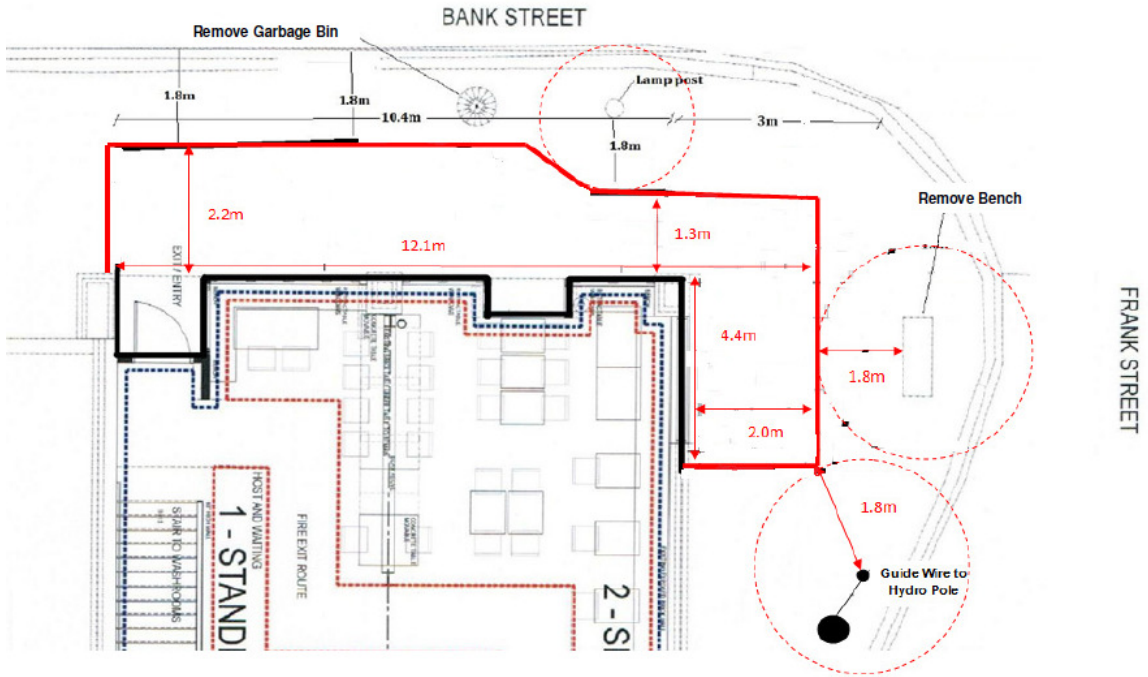 BANK STREET
Remove Garbage Bin
Lamp post
1.8m
1.8m
10.4m
3m
1.8m
Remove Bench
2.2m
1.3m
12.1m
EXIT / ENTRY
4.4m
1.8m
2.0m
FRANK STREET
1.8m
HOST AND WAITING
1 - STANDI
FIRE EXIT ROUTE
STAIR TO WASHROOMS
2 - SI
Guide Wire to
Hydro Pole